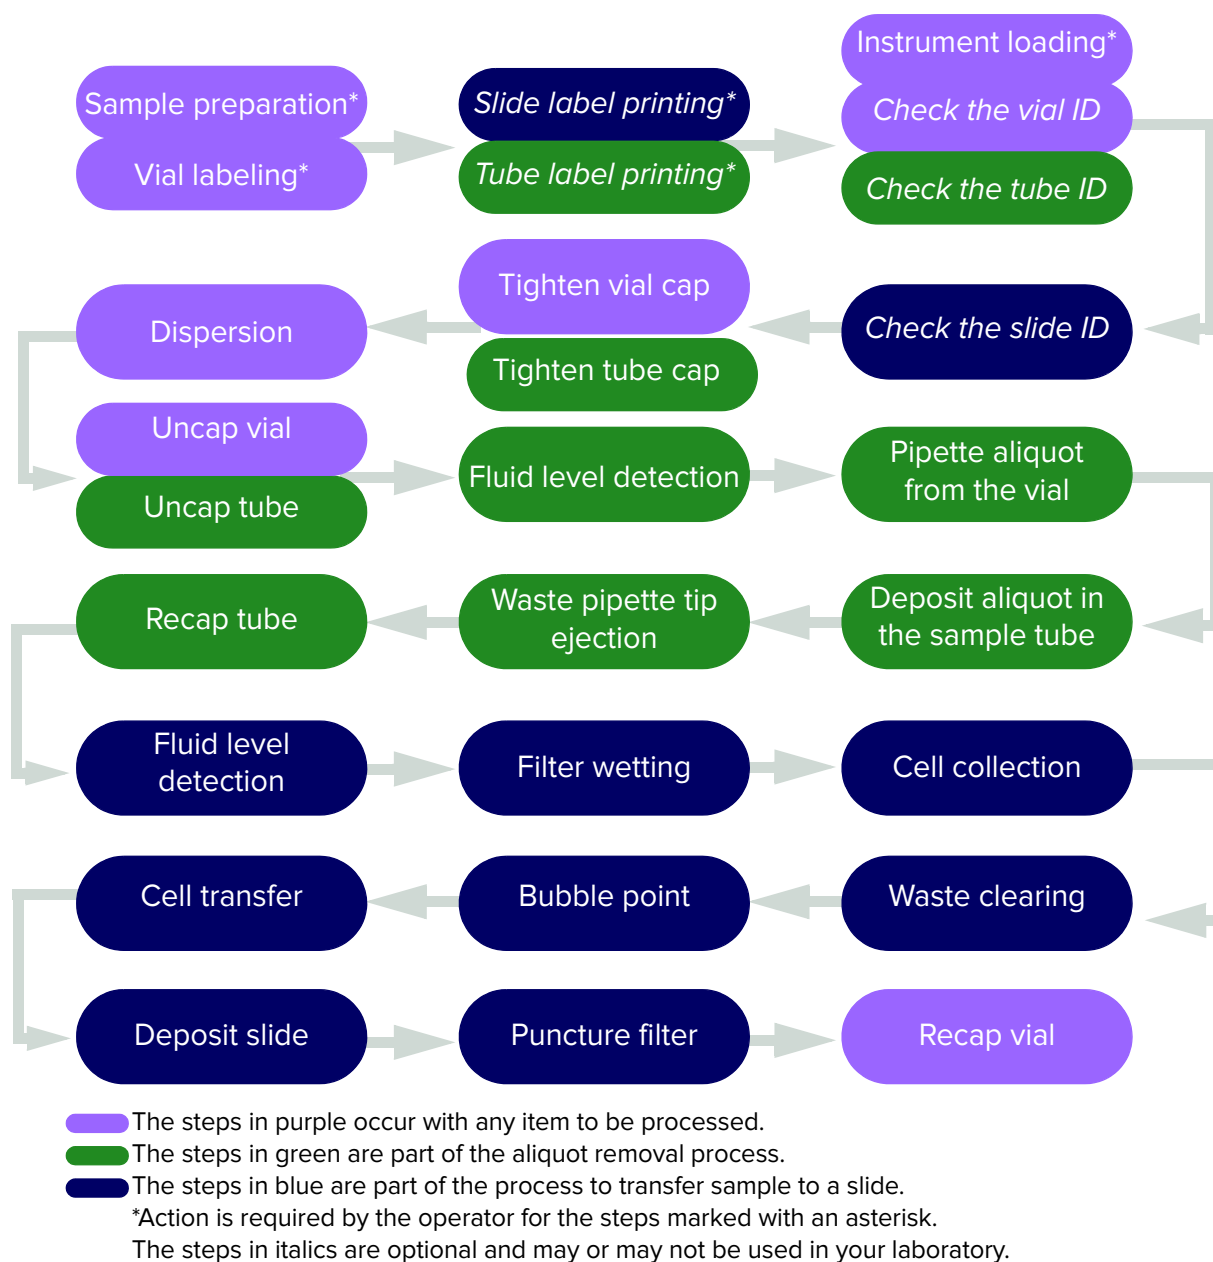 Sample preparation*
Vial labeling*
Slide label printing*
Tube label printing*
Instrument loading*
Check the vial ID
Check the tube ID
Dispersion
Tighten vial cap
Tighten tube cap
Check the slide ID
Uncap vial
Uncap tube
Fluid level detection
Pipette aliquot
from the vial
Recap tube
Waste pipette tip
ejection
Deposit aliquot in
the sample tube
Fluid level
detection
Filter wetting
Cell collection
Cell transfer
Bubble point
Waste clearing
Deposit slide
Puncture filter
Recap vial
The steps in purple occur with any item to be processed.
The steps in green are part of the aliquot removal process.
The steps in blue are part of the process to transfer sample to a slide.
*Action is required by the operator for the steps marked with an asterisk.
The steps in italics are optional and may or may not be used in your laboratory.